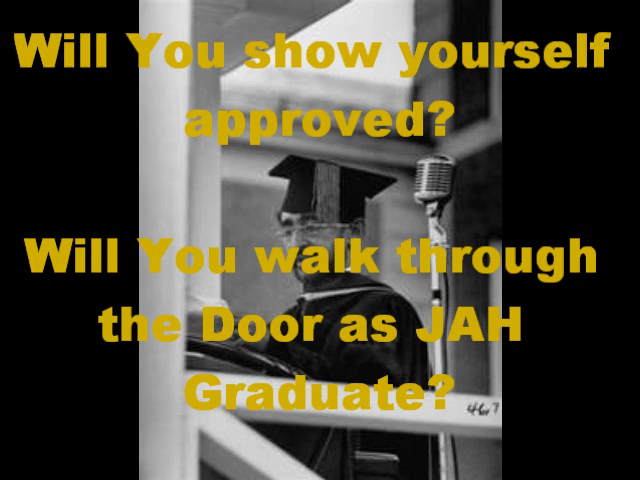 Will You show yourself
approved?
Will You walk through
the Door as JAH
Graduate?